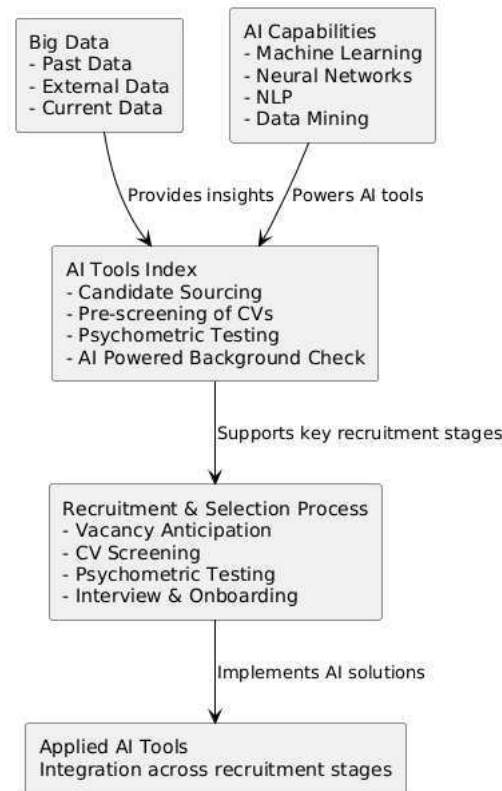 Big Data
- Past Data
- External Data
- Current Data
AI Capabilities
- Machine Learning
- Neural Networks
- NLP
- Data Mining
Provides insights
Powers AI tools
AI Tools Index
- Candidate Sourcing
- Pre-screening of CVs
- Psychometric Testing
- AI Powered Background Check
Supports key recruitment stages
Recruitment & Selection Process
- Vacancy Anticipation
- CV Screening
- Psychometric Testing
- Interview & Onboarding
Implements AI solutions
Applied AI Tools
Integration across recruitment stages